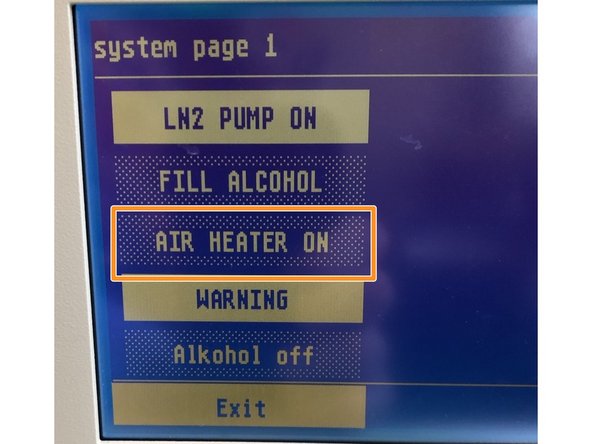 system page 1
LN2 PUMP ON
FILL ALCOHOL
AIR HEATER ON
WARNING
Alkohol off
Exit